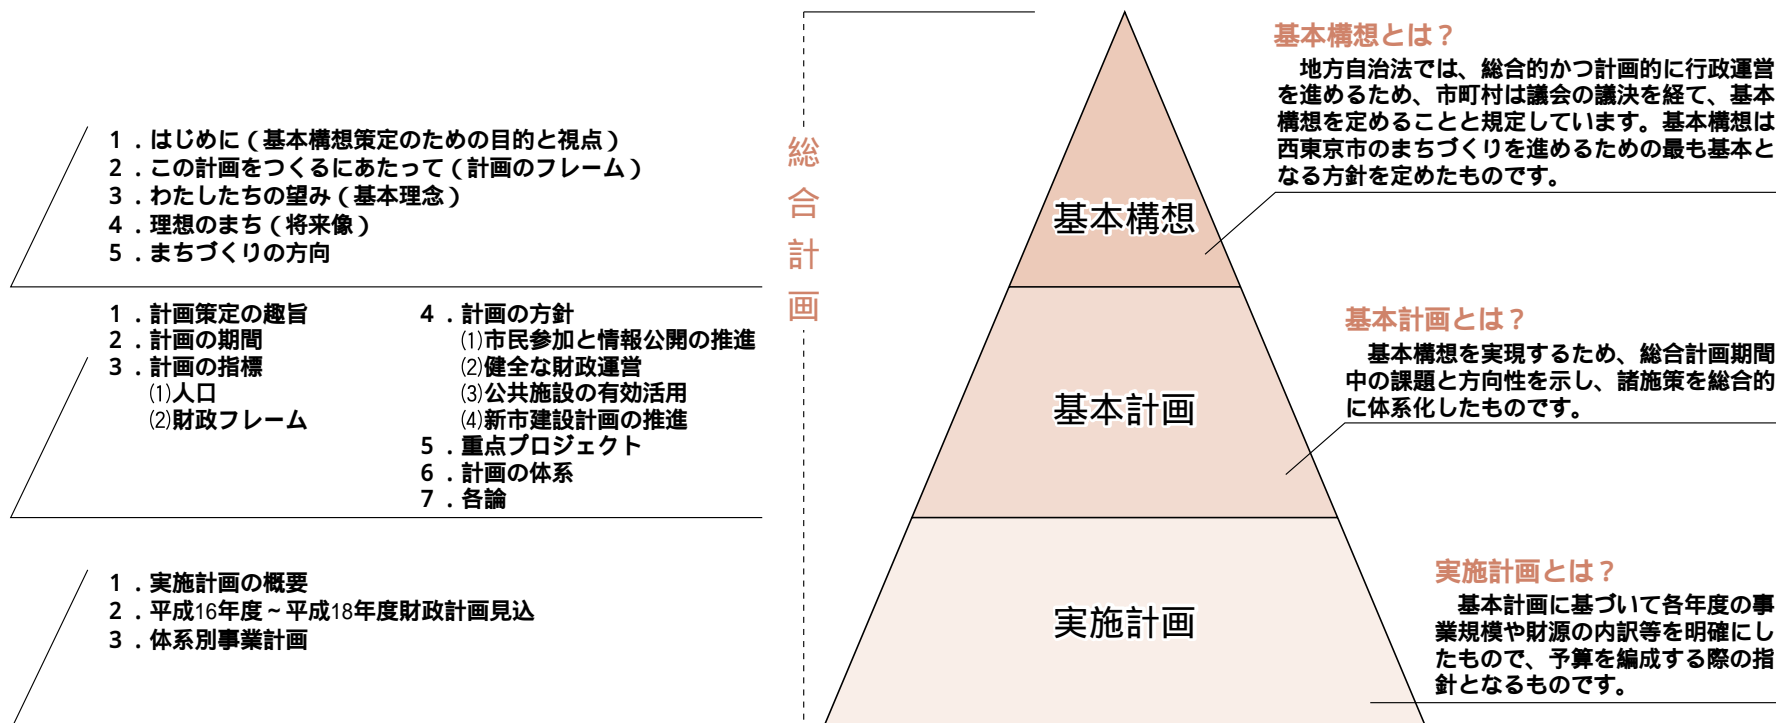 1．はじめに（基本構想策定のための目的と視点）
2．この計画をつくるにあたって（計画のフレーム）
3．わたしたちの望み（基本理念）
4．理想のまち（将来像）
5．まちづくりの方向
1．計画策定の趣旨
2．計画の期間
3．計画の指標
⑴人口
⑵財政フレーム
4．計画の方針
⑴市民参加と情報公開の推進
⑵健全な財政運営
⑶公共施設の有効活用
⑷新市建設計画の推進
5．重点プロジェクト
6．計画の体系
7．各論
1．実施計画の概要
2．平成16年度～平成18年度財政計画見込
3．体系別事業計画
総合計画
基本構想
基本計画
実施計画
基本構想とは？
地方自治法では、総合的かつ計画的に行政運営
を進めるため、市町村は議会の議決を経て、基本
構想を定めることと規定しています。基本構想は
西東京市のまちづくりを進めるための最も基本と
なる方針を定めたものです。
基本計画とは？
基本構想を実現するため、総合計画期間
中の課題と方向性を示し、諸施策を総合的
に体系化したものです。
実施計画とは？
基本計画に基づいて各年度の事
業規模や財源の内訳等を明確にし
たもので、予算を編成する際の指
針となるものです。